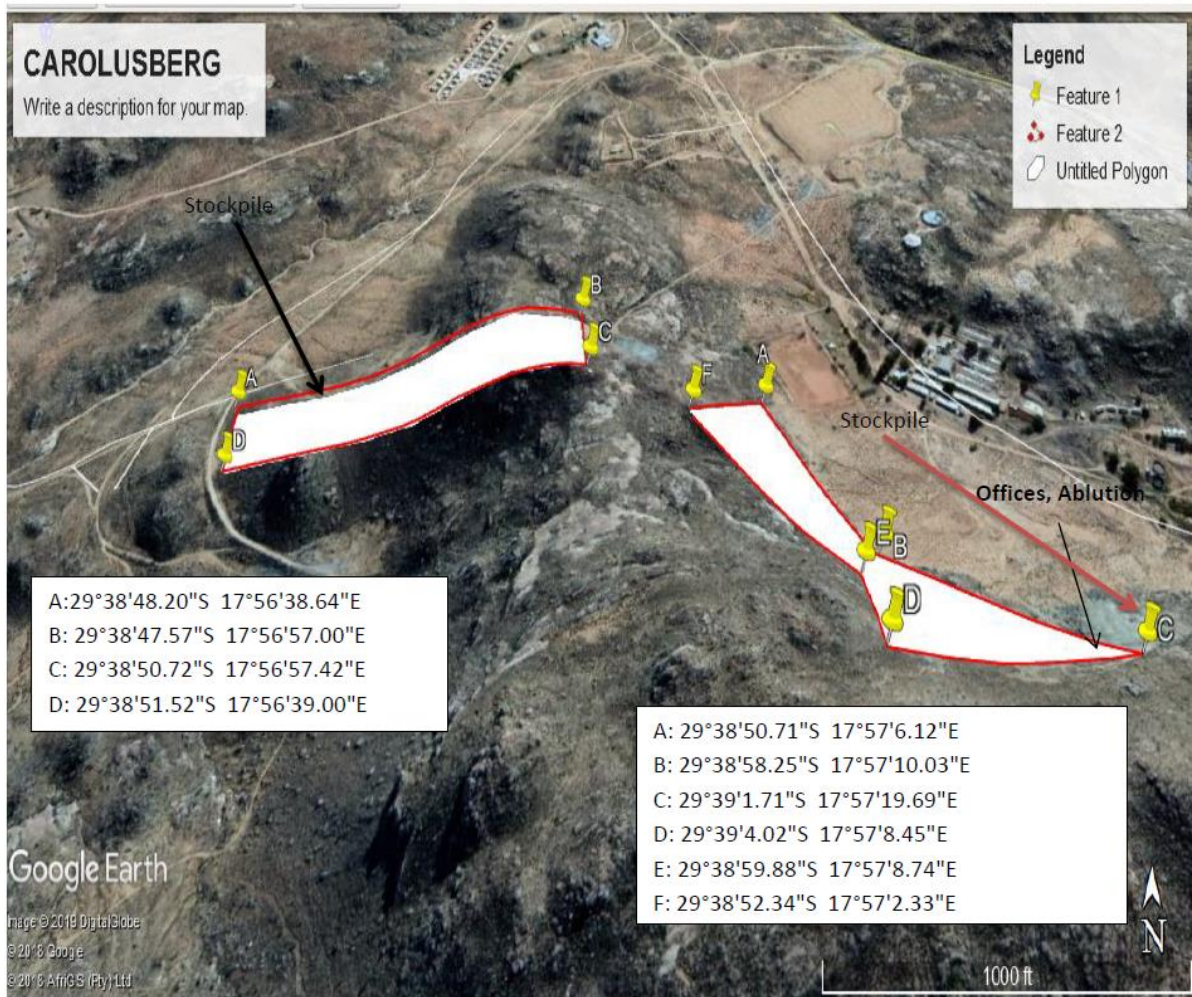 CAROLUSBERG
Write a description for your map.
Legend
Feature 1
Feature 2
Untitled Polygon
Stockpile
B
C
A
D
F
A
Stockpile
Offices, Ablution
E
B
D
C
A:29°38'48.20"S 17°56'38.64"E
B: 29°38'47.57"S 17°56'57.00"E
C: 29°38'50.72"S 17°56'57.42"E
D: 29°38'51.52"S 17°56'39.00"E
A: 29°38'50.71"S 17°57'6.12"E
B: 29°38'58.25"S 17°57'10.03"E
C: 29°39'1.71"S 17°57'19.69"E
D: 29°39'4.02"S 17°57'8.45"E
E: 29°38'59.88"S 17°57'8.74"E
F: 29°38'52.34"S 17°57'2.33"E
Google Earth
Image © 2019 DigitalGlobe
© 2018 Google
© 2018 AfriGIS (Pty) Ltd.
N
1000 ft